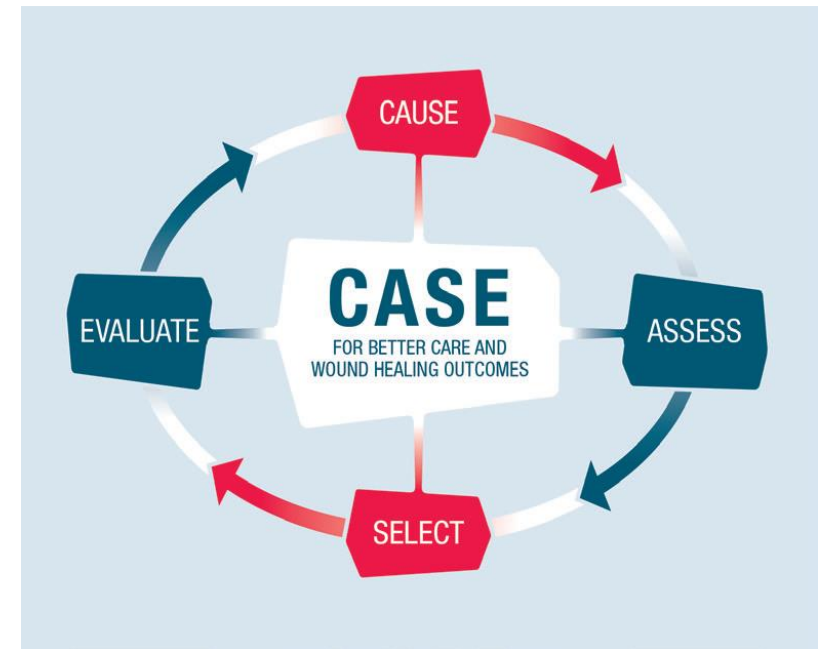 CAUSE
EVALUATE
CASE
FOR BETTER CARE AND
WOUND HEALING OUTCOMES
ASSESS
SELECT